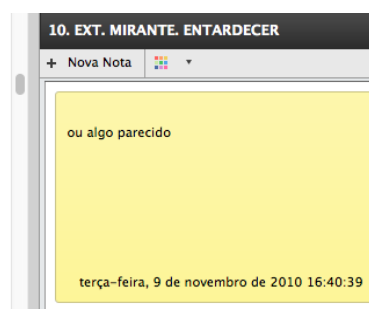 10. EXT. MIRANTE. ENTARDECER
+ Nova Nota
ou algo parecido
terça-feira, 9 de novembro de 2010 16:40:39